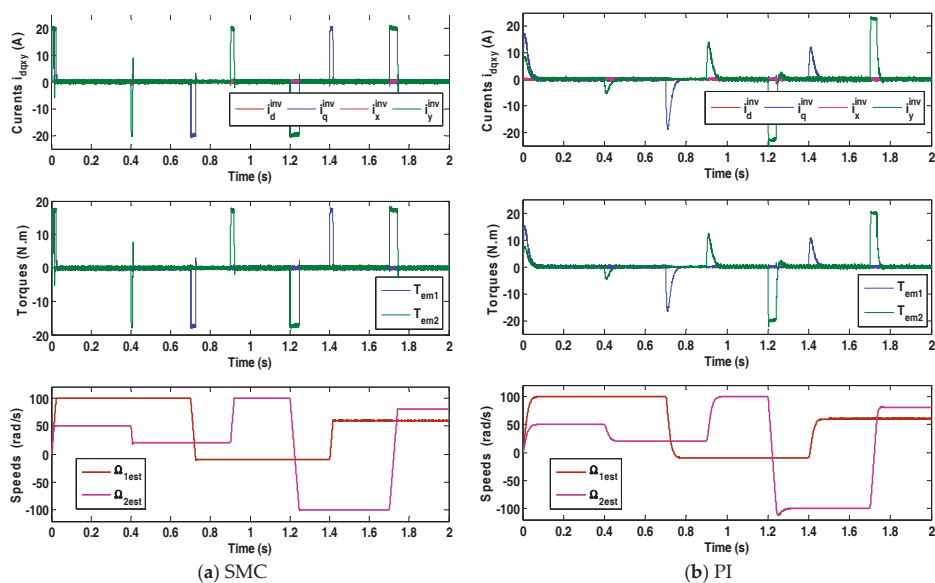 Curents i_dqxy^inv (A)
20
10
0
-10
-20
i_d^inv i_q^inv i_x^inv i_y^inv
0 0.2 0.4 0.6 0.8 1 1.2 1.4 1.6 1.8 2
Time (s)
Torques (N.m)
20
10
0
-10
-20
T_em1
T_em2
0 0.2 0.4 0.6 0.8 1 1.2 1.4 1.6 1.8 2
Time (s)
Speeds (rad/s)
100
50
0
-50
-100
Ω_1est
Ω_2est
0 0.2 0.4 0.6 0.8 1 1.2 1.4 1.6 1.8 2
Time (s)
(a) SMC
Curents i_dqxy^inv (A)
20
10
0
-10
-20
i_d^inv i_q^inv i_x^inv i_y^inv
0 0.2 0.4 0.6 0.8 1 1.2 1.4 1.6 1.8 2
Time (s)
Torques (N.m)
20
10
0
-10
-20
T_em1
T_em2
0 0.2 0.4 0.6 0.8 1 1.2 1.4 1.6 1.8 2
Time (s)
Speeds (rad/s)
100
50
0
-50
-100
Ω_1est
Ω_2est
0 0.2 0.4 0.6 0.8 1 1.2 1.4 1.6 1.8 2
Time (s)
(b) PI